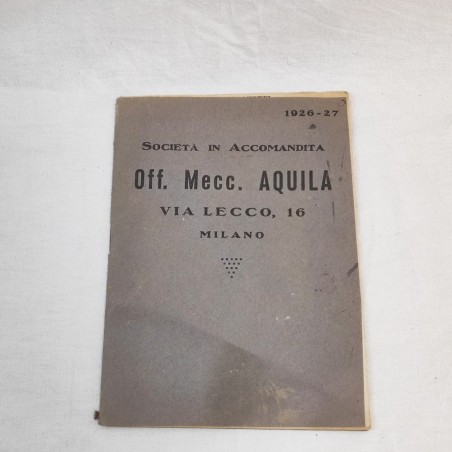 1926-27
SOCIETÀ IN ACCOMANDITA
Off. Mecc. AQUILA
VIA LECCO, 16
MILANO